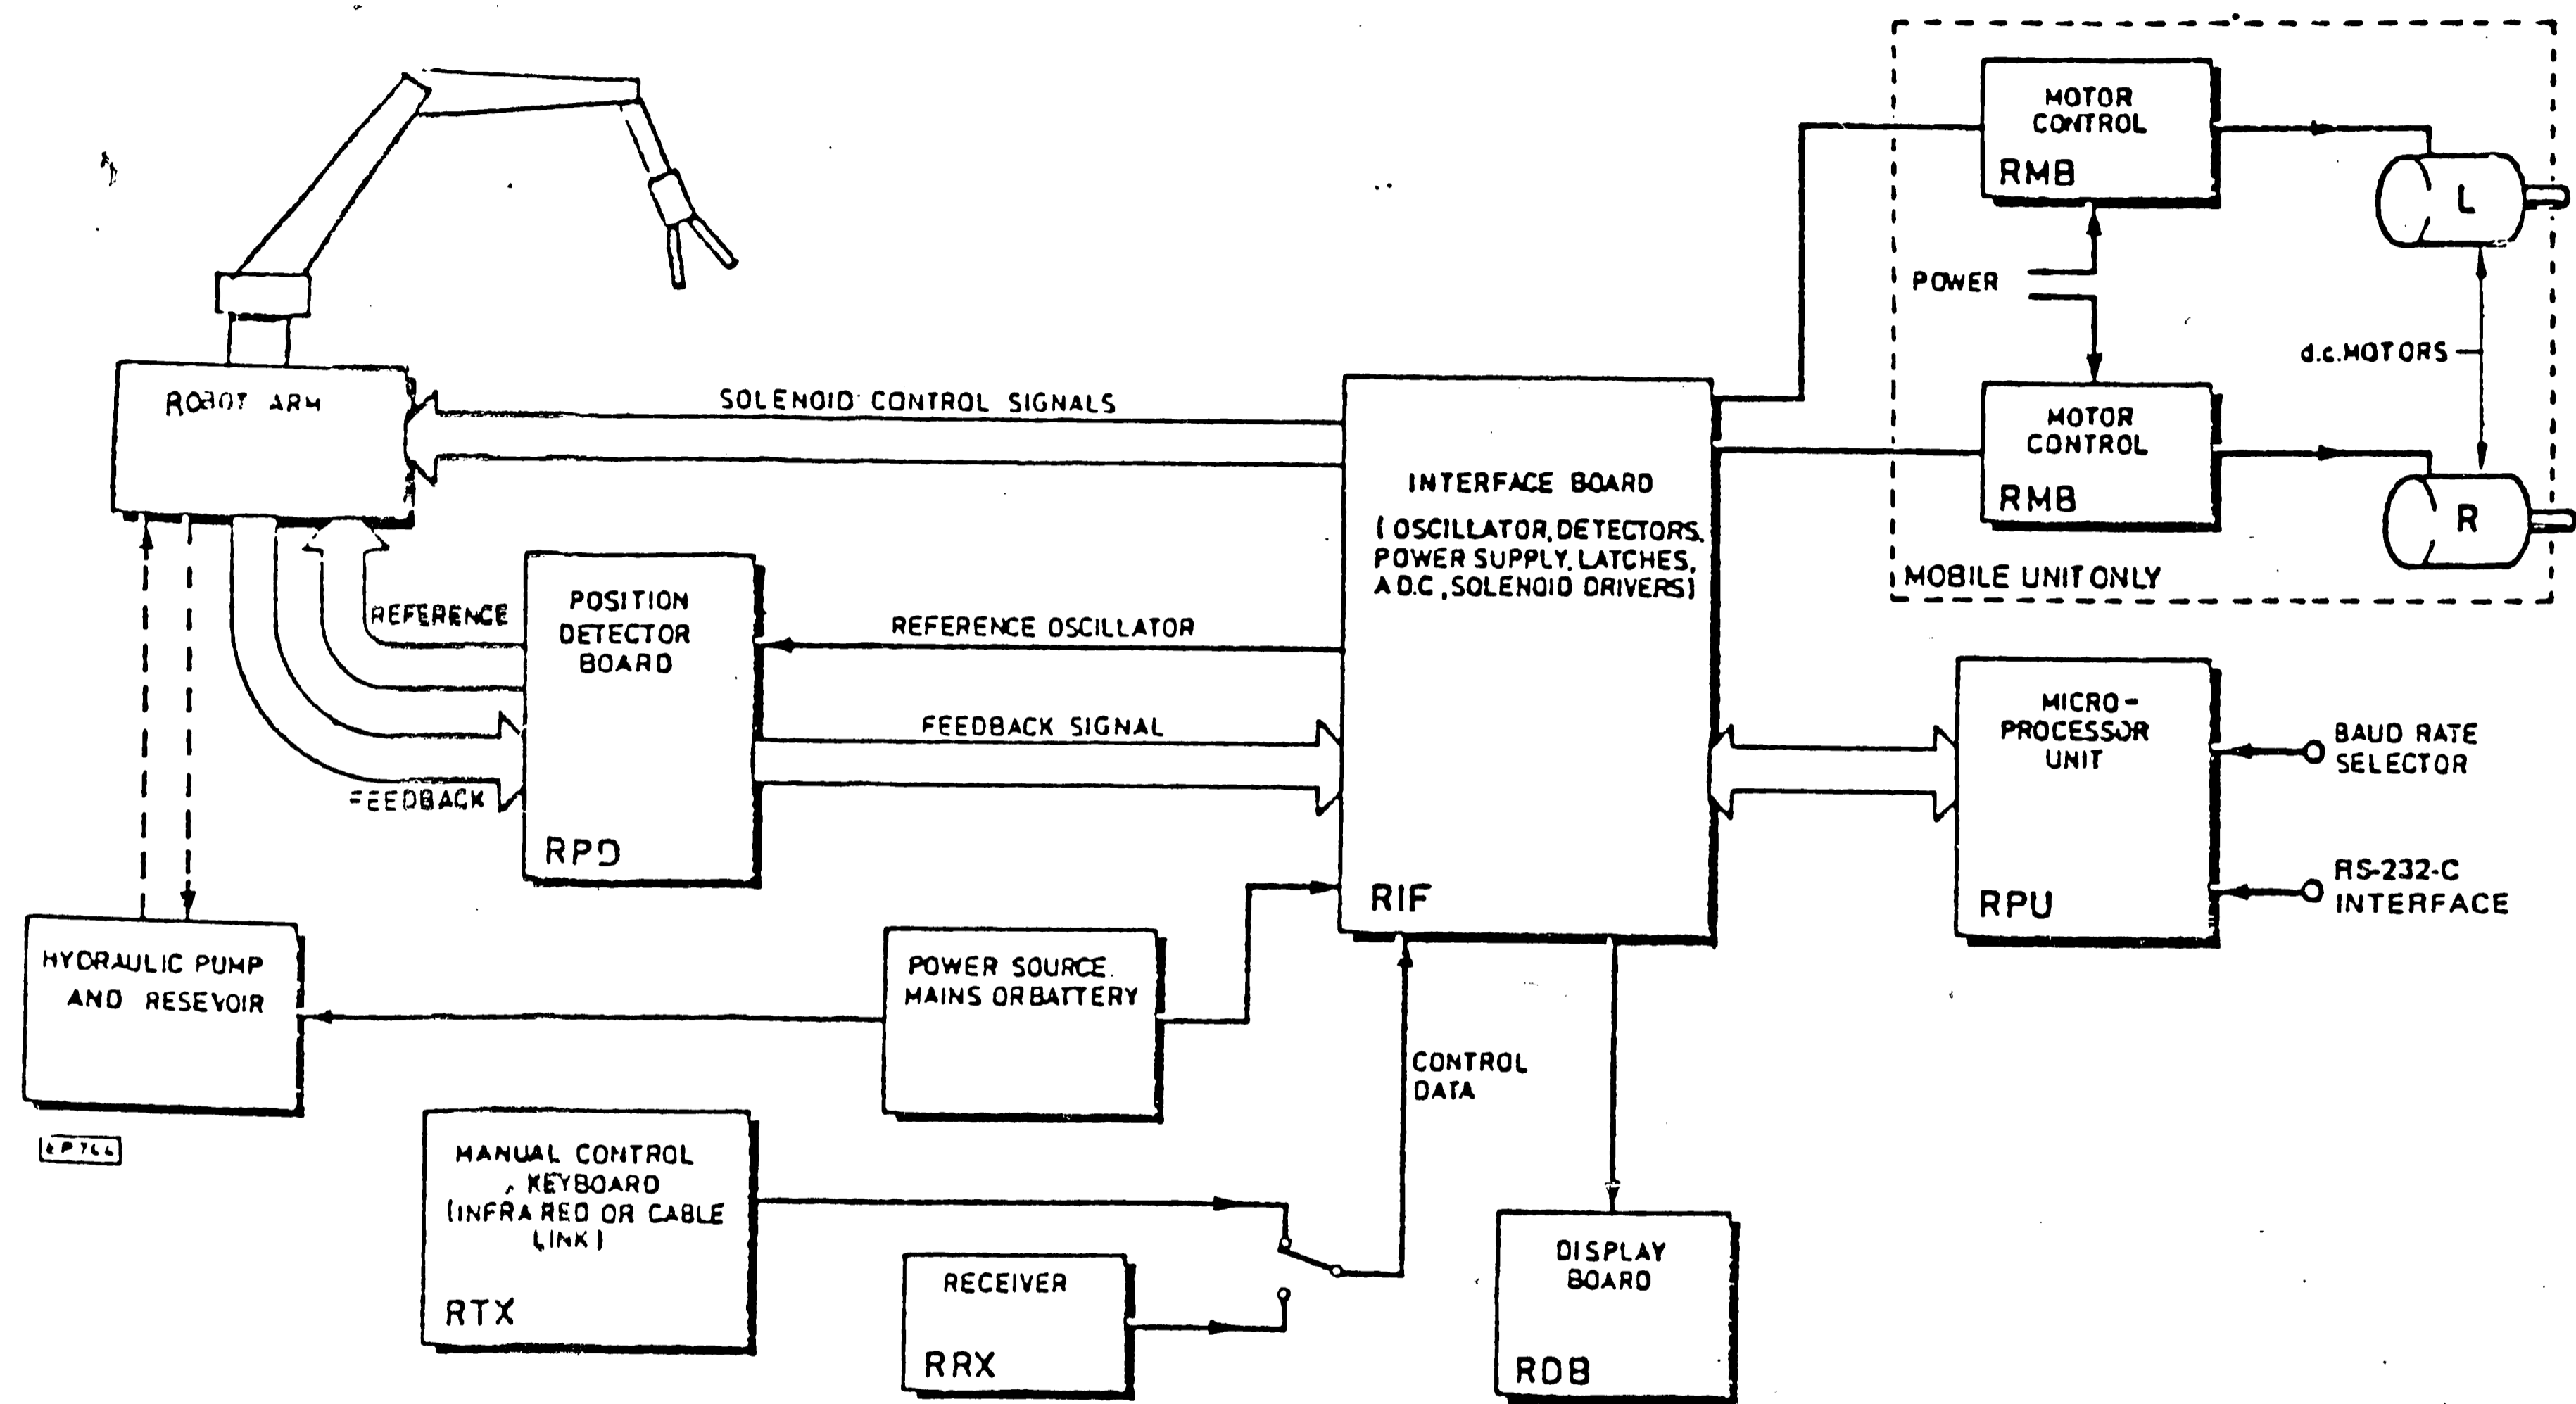 MOTOR
CONTROL
RMB
L
POWER
d.c.MOTORS
MOTOR
CONTROL
RMB
R
MOBILE UNIT ONLY
ROBOT ARM
SOLENOID CONTROL SIGNALS
INTERFACE BOARD
(OSCILLATOR, DETECTORS,
POWER SUPPLY, LATCHES,
A.D.C., SOLENOID DRIVERS)
RIF
REFERENCE
POSITION
DETECTOR
BOARD
RPD
REFERENCE OSCILLATOR
FEEDBACK SIGNAL
FEEDBACK
MICRO-
PROCESSOR
UNIT
RPU
BAUD RATE
SELECTOR
RS-232-C
INTERFACE
HYDRAULIC PUMP
AND RESEVOIR
POWER SOURCE.
MAINS OR BATTERY
CONTROL
DATA
MANUAL CONTROL
KEYBOARD
(INFRARED OR CABLE
LINK)
RTX
RECEIVER
RRX
DISPLAY
BOARD
RDB